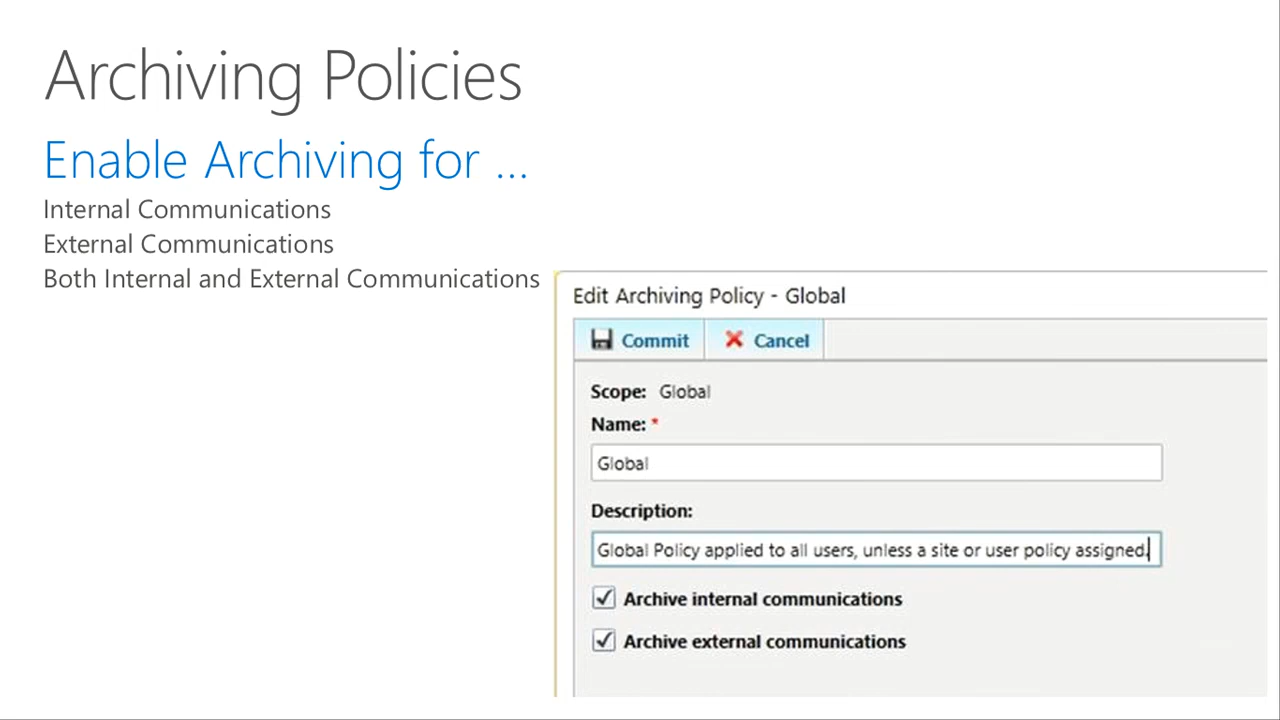 Archiving Policies
Enable Archiving for ...
Internal Communications
External Communications
Both Internal and External Communications
Edit Archiving Policy - Global
Commit
Cancel
Scope: Global
Name: *
Global
Description:
Global Policy applied to all users, unless a site or user policy assigned.
Archive internal communications
Archive external communications